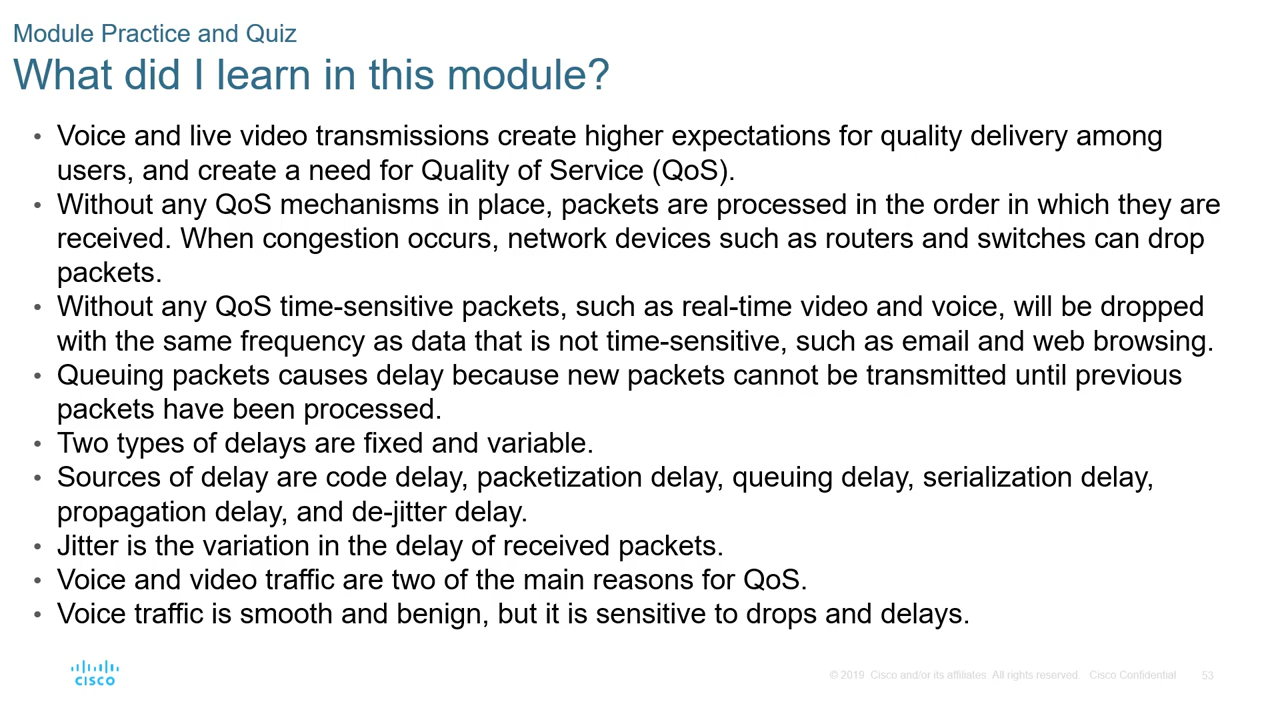 Module Practice and Quiz
What did I learn in this module?
• Voice and live video transmissions create higher expectations for quality delivery among
users, and create a need for Quality of Service (QoS).
• Without any QoS mechanisms in place, packets are processed in the order in which they are
received. When congestion occurs, network devices such as routers and switches can drop
packets.
• Without any QoS time-sensitive packets, such as real-time video and voice, will be dropped
with the same frequency as data that is not time-sensitive, such as email and web browsing.
• Queuing packets causes delay because new packets cannot be transmitted until previous
packets have been processed.
• Two types of delays are fixed and variable.
• Sources of delay are code delay, packetization delay, queuing delay, serialization delay,
propagation delay, and de-jitter delay.
• Jitter is the variation in the delay of received packets.
• Voice and video traffic are two of the main reasons for QoS.
• Voice traffic is smooth and benign, but it is sensitive to drops and delays.
CISCO
© 2019 Cisco and/or its affiliates. All rights reserved. Cisco Confidential 53